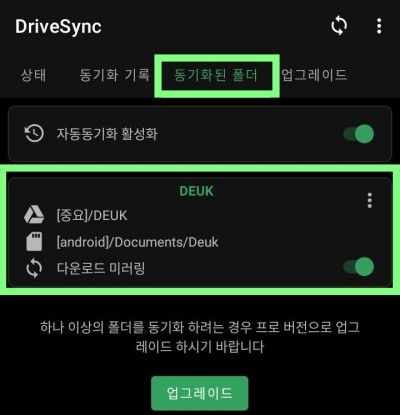 DriveSync
상태 동기화 기록 동기화된 폴더 업그레이드
자동동기화 활성화
DEUK
[중요]/DEUK
[android]/Documents/Deuk
다운로드 미러링
하나 이상의 폴더를 동기화 하려는 경우 프로 버전으로 업그
레이드 하시기 바랍니다
업그레이드